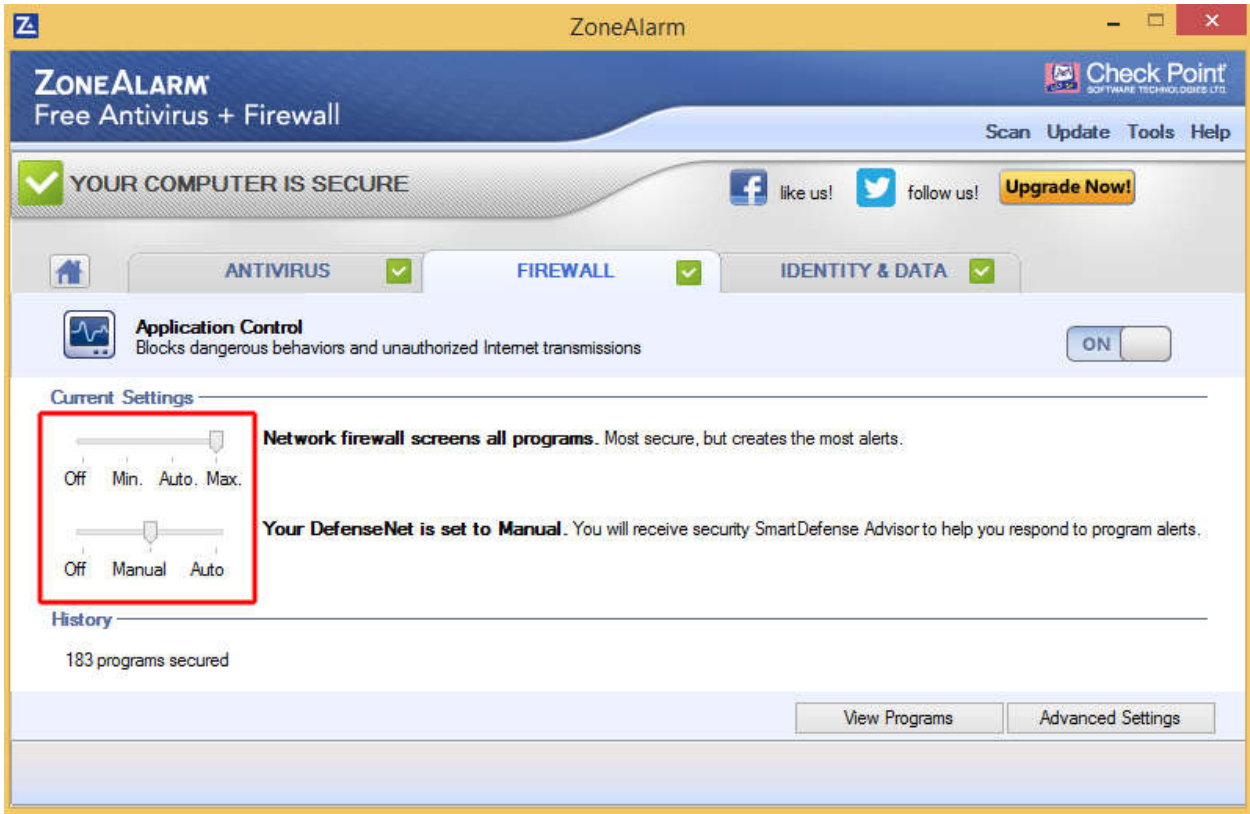 ZoneAlarm
ZONEALARM
Free Antivirus + Firewall
Check Point
SOFTWARE TECHNOLOGIES LTD.
Scan Update Tools Help
YOUR COMPUTER IS SECURE
like us! follow us! Upgrade Now!
ANTIVIRUS FIREWALL IDENTITY & DATA
Application Control
Blocks dangerous behaviors and unauthorized Internet transmissions
ON
Current Settings
Network firewall screens all programs. Most secure, but creates the most alerts.
Off Min. Auto. Max.
Your DefenseNet is set to Manual. You will receive security SmartDefense Advisor to help you respond to program alerts.
Off Manual Auto
History
183 programs secured
View Programs Advanced Settings